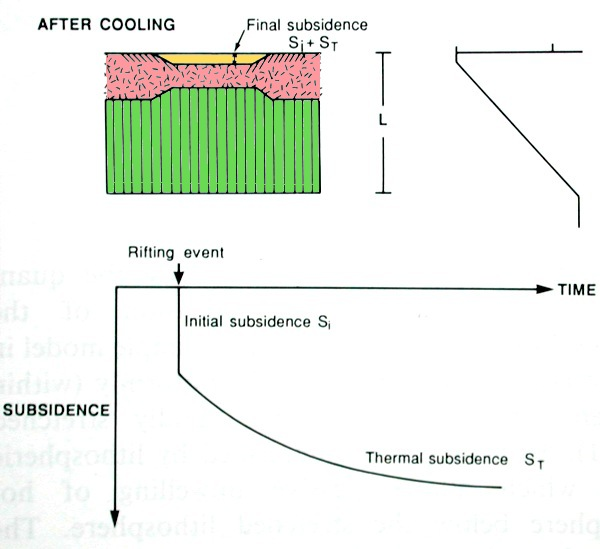 AFTER COOLING
Final subsidence
Si + ST
L
Rifting event
TIME
Initial subsidence Si
SUBSIDENCE
Thermal subsidence ST